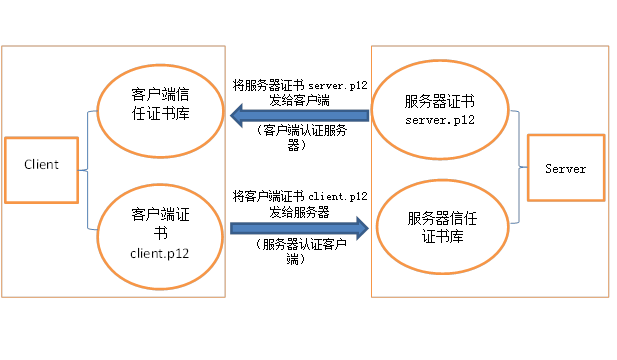 Client
客户端信
任证书库
客户端证
书
client.p12
将服务器证书 server.p12
发给客户端
（客户端认证服务
器）
将客户端证书 client.p12
发给服务器
（服务器认证客户
端）
服务器证书
server.p12
服务器信任
证书库
Server